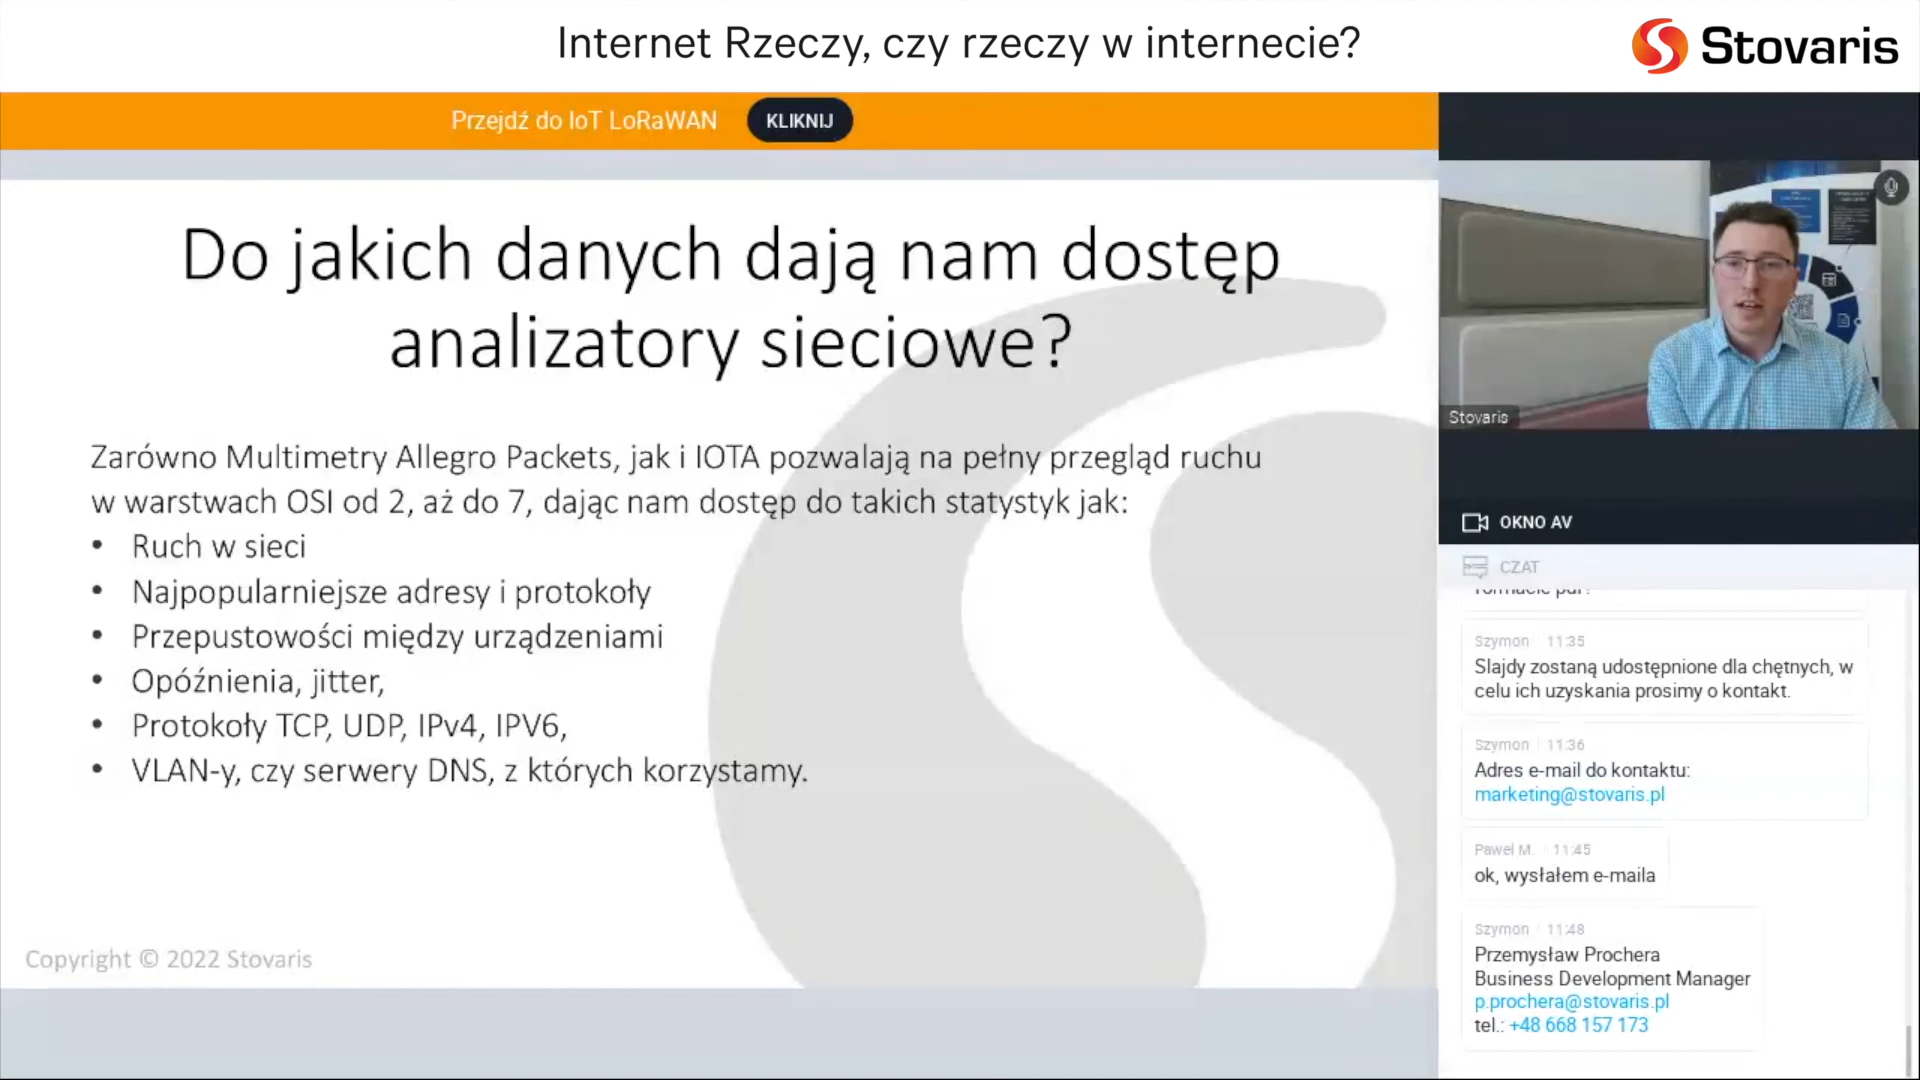 Internet Rzeczy, czy rzeczy w internecie?
Stovaris
Przejdź do IoT LoRaWAN
KLIKNIJ
Do jakich danych dają nam dostęp
analizatory sieciowe?
Zarówno Multimetry Allegro Packets, jak i IOTA pozwalają na pełny przegląd ruchu
w warstwach OSI od 2, aż do 7, dając nam dostęp do takich statystyk jak:
• Ruch w sieci
• Najpopularniejsze adresy i protokoły
• Przepustowości między urządzeniami
• Opóźnienia, jitter,
• Protokoły TCP, UDP, IPv4, IPV6,
• VLAN-y, czy serwery DNS, z których korzystamy.
Copyright © 2022 Stovaris
Stovaris
OKNO AV
CZAT
Szymon 11:35
Slajdy zostaną udostępnione dla chętnych, w
celu ich uzyskania prosimy o kontakt.
Szymon 11:36
Adres e-mail do kontaktu:
marketing@stovaris.pl
Paweł M. 11:45
ok, wysłałem e-maila
Szymon 11:48
Przemysław Prochera
Business Development Manager
p.prochera@stovaris.pl
tel.: +48 668 157 173